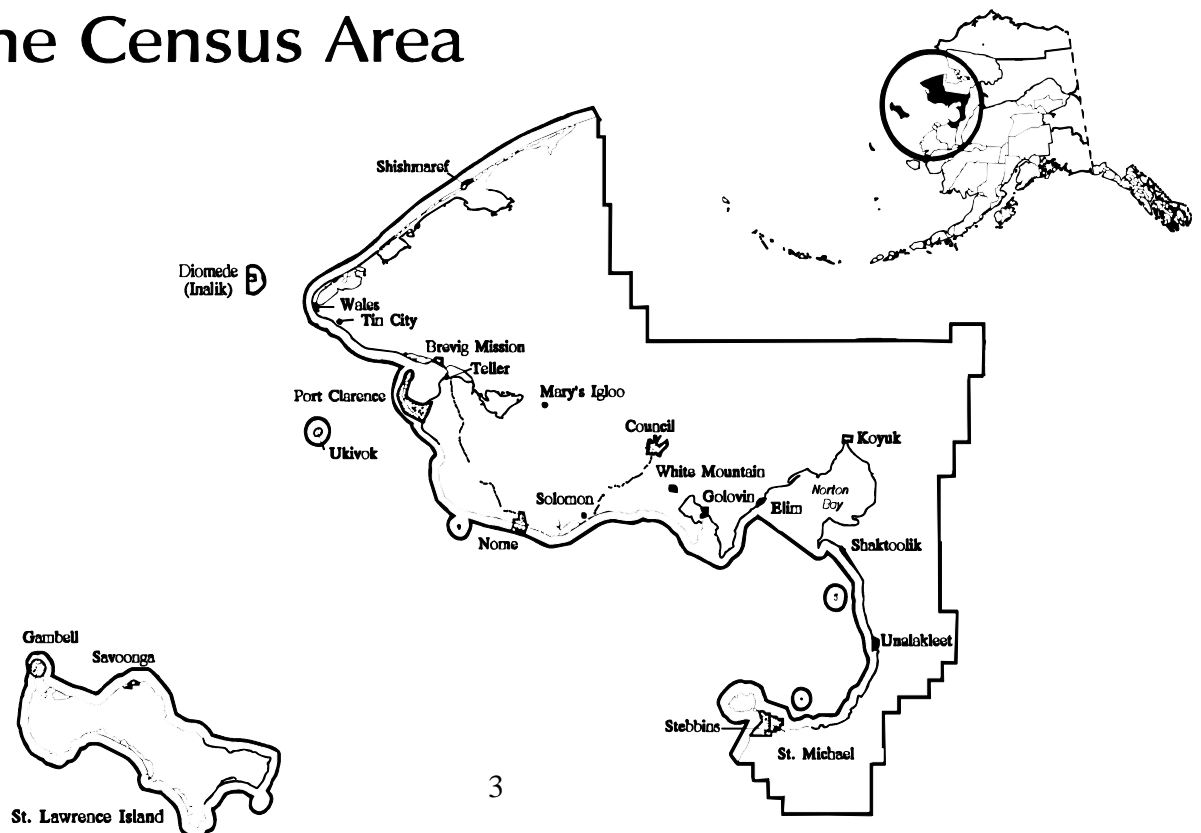 ne Census Area
Shishmaref
Diomede
(Inalik)
Wales
Tin City
Brevig Mission
Teller
Port Clarence
Mary's Igloo
Ukivok
Council
Koyuk
White Mountain
Solomon
Golovin
Elim
Norton
Bay
Nome
Shaktoolik
Gambell
Savoonga
Unalakleet
Stebbins
St. Michael
St. Lawrence Island
3